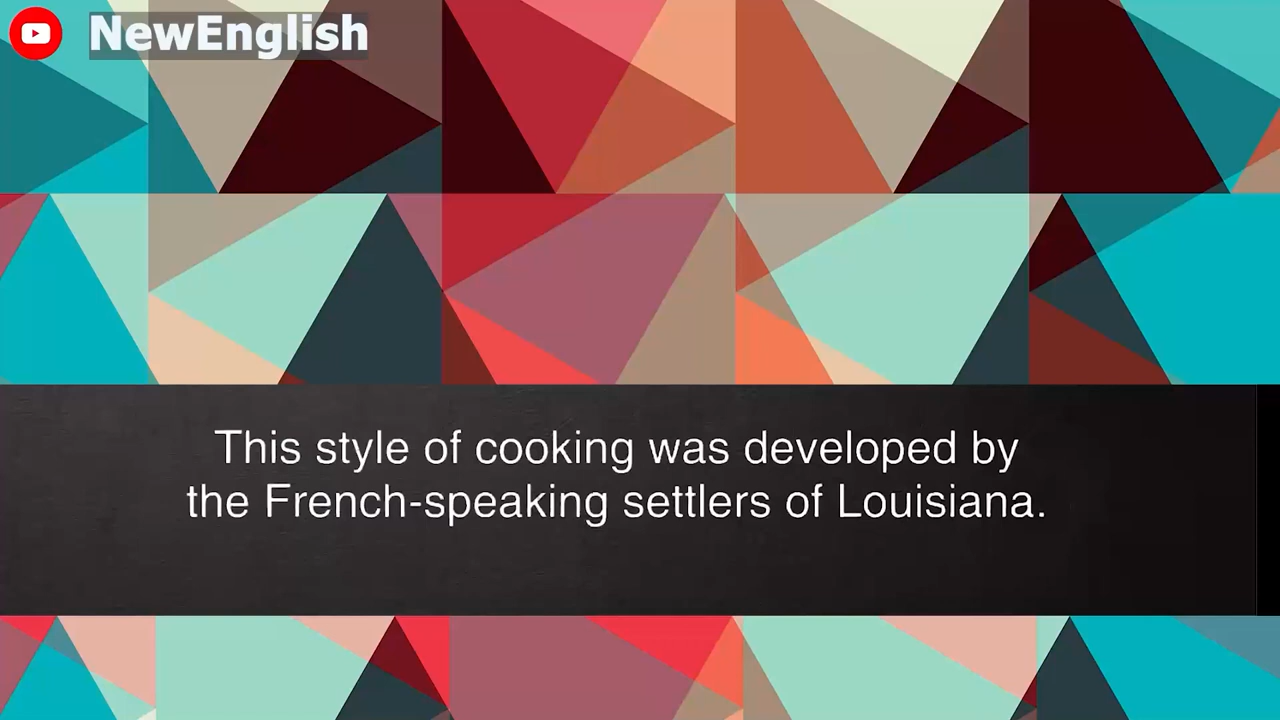 NewEnglish
This style of cooking was developed by
the French-speaking settlers of Louisiana.